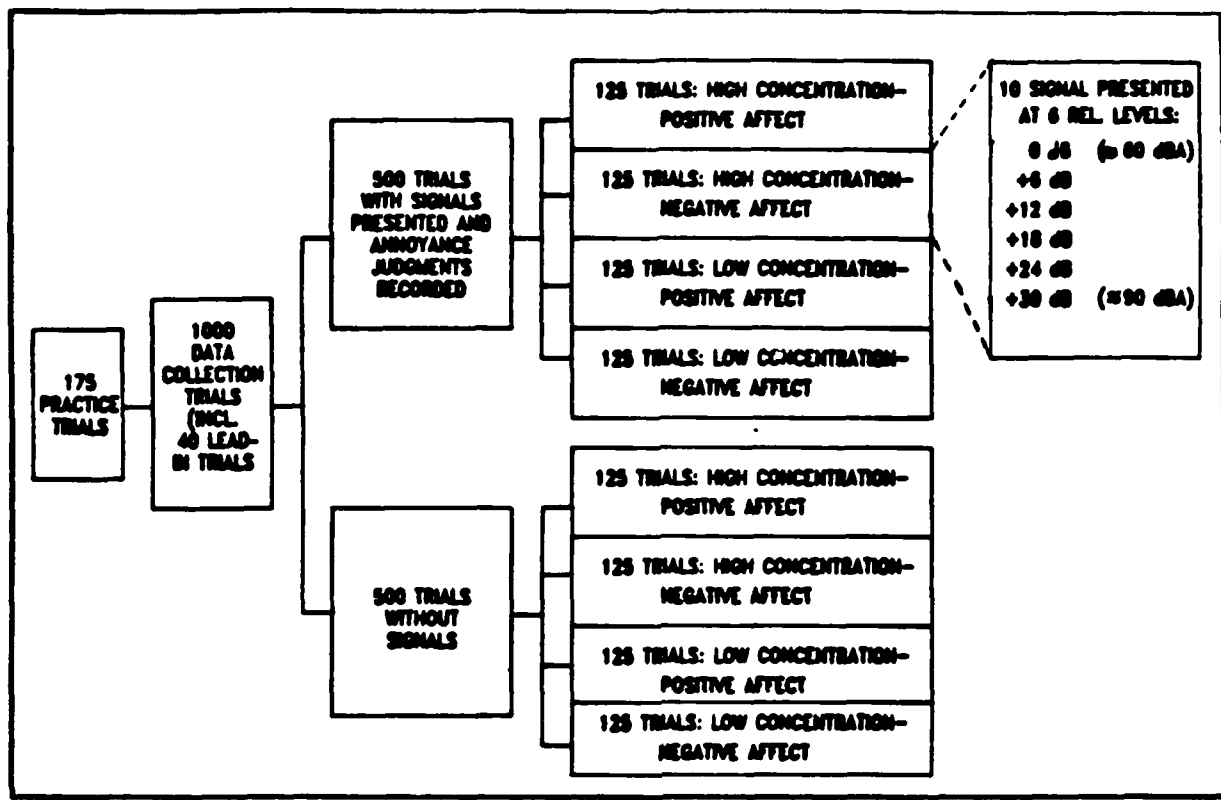 175
PRACTICE
TRIALS
1000
DATA
COLLECTION
TRIALS
(INCL.
40 LEAD-
IN TRIALS
500 TRIALS
WITH SIGNALS
PRESENTED AND
ANNOYANCE
JUDGMENTS
RECORDED
125 TRIALS: HIGH CONCENTRATION-
POSITIVE AFFECT
125 TRIALS: HIGH CONCENTRATION-
NEGATIVE AFFECT
125 TRIALS: LOW CONCENTRATION-
POSITIVE AFFECT
125 TRIALS: LOW CONCENTRATION-
NEGATIVE AFFECT
10 SIGNAL PRESENTED
AT 6 REL. LEVELS:
0 dB (≈ 60 dBA)
+6 dB
+12 dB
+18 dB
+24 dB
+30 dB (≈90 dBA)
500 TRIALS
WITHOUT
SIGNALS
125 TRIALS: HIGH CONCENTRATION-
POSITIVE AFFECT
125 TRIALS: HIGH CONCENTRATION-
NEGATIVE AFFECT
125 TRIALS: LOW CONCENTRATION-
POSITIVE AFFECT
125 TRIALS: LOW CONCENTRATION-
NEGATIVE AFFECT